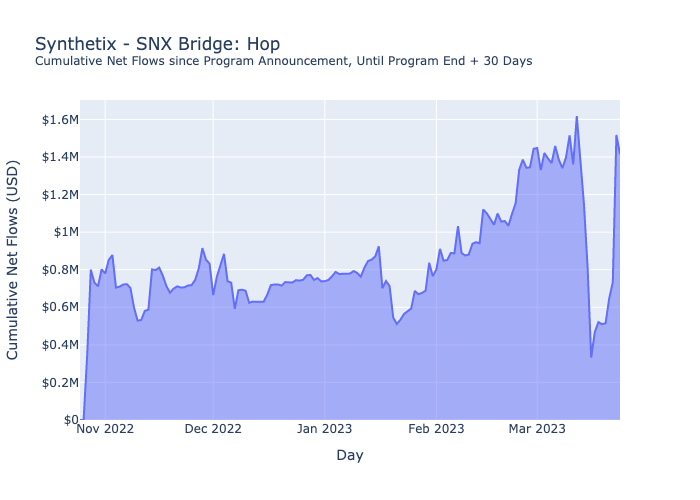 Synthetix - SNX Bridge: Hop
Cumulative Net Flows since Program Announcement, Until Program End + 30 Days
Cumulative Net Flows (USD)
$1.6M
$1.4M
$1.2M
$1M
$0.8M
$0.6M
$0.4M
$0.2M
$0
Nov 2022
Dec 2022
Jan 2023
Feb 2023
Mar 2023
Day